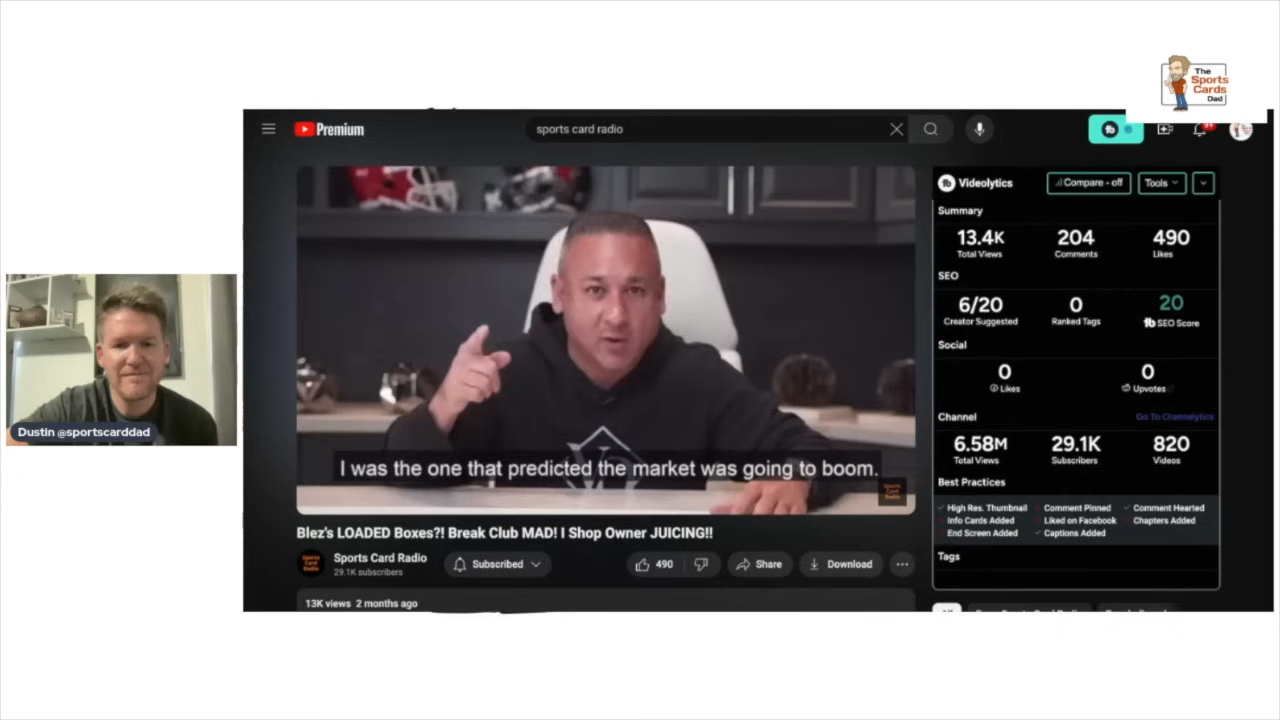 The
Sports
Cards
Dad
Premium
sports card radio
Videolytics
Compare - off
Tools
Summary
13.4K
204
490
Total Views
Comments
Likes
SEO
6/20
0
20
Creator Suggested
Ranked Tags
SEO Score
Social
0
0
Likes
Upvotes
Channel
Go To Channelytics
6.58M
29.1K
820
Total Views
Subscribers
Videos
Best Practices
High Res. Thumbnail
Comment Pinned
Comment Hearted
Info Cards Added
Liked on Facebook
Chapters Added
End Screen Added
Captions Added
Tags
Dustin @sportscarddad
I was the one that predicted the market was going to boom.
Sports
Card
Radio
Blez's LOADED Boxes?! Break Club MAD! I Shop Owner JUICING!!
Sports Card Radio
29.1K subscribers
Subscribed
490
Share
Download
13K views 2 months ago